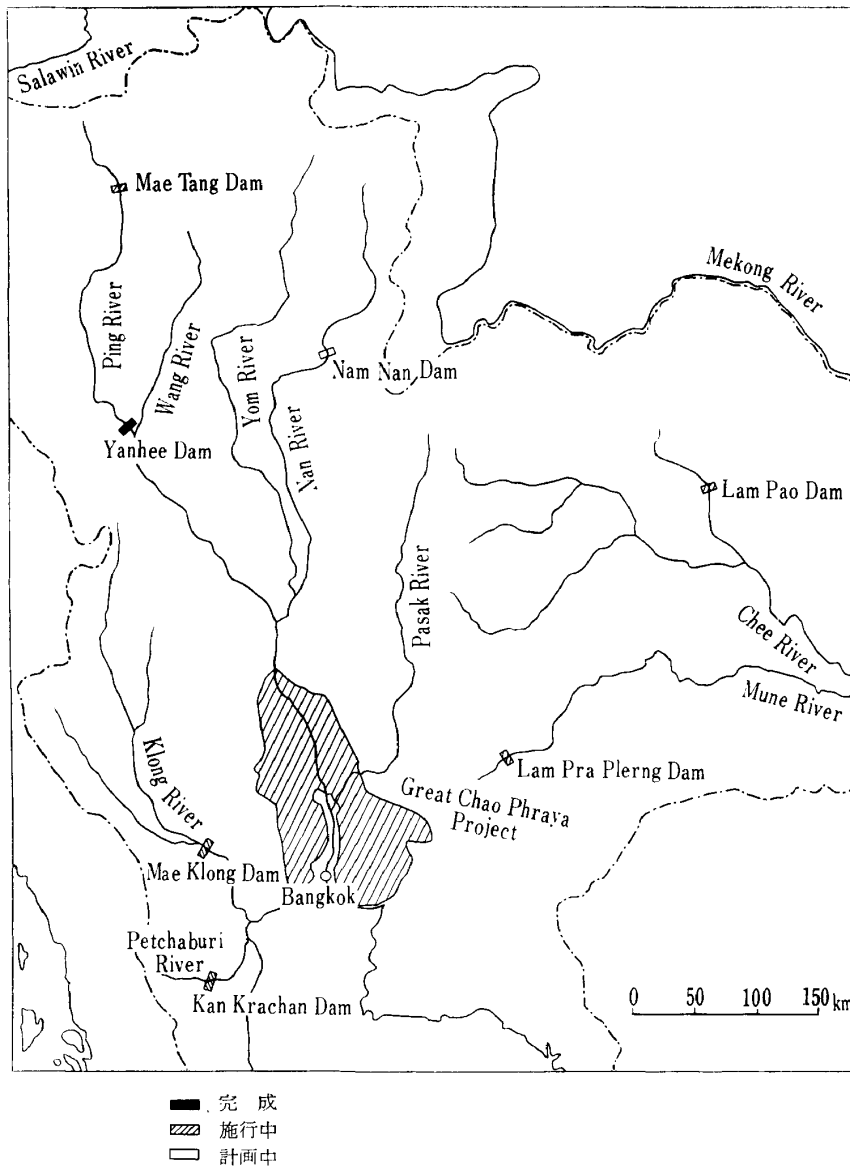 Salawin River
Mae Tang Dam
Mekong River
Ping River
Wang River
Yom River
Nam Nan Dam
Nan River
Yanhee Dam
Lam Pao Dam
Pasak River
Chee River
Mune River
Klong River
Lam Pra Plerng Dam
Great Chao Phraya
Project
Mae Klong Dam
Bangkok
Petchaburi
River
Kan Krachan Dam
0 50 100 150 km
完 成
施行中
計画中